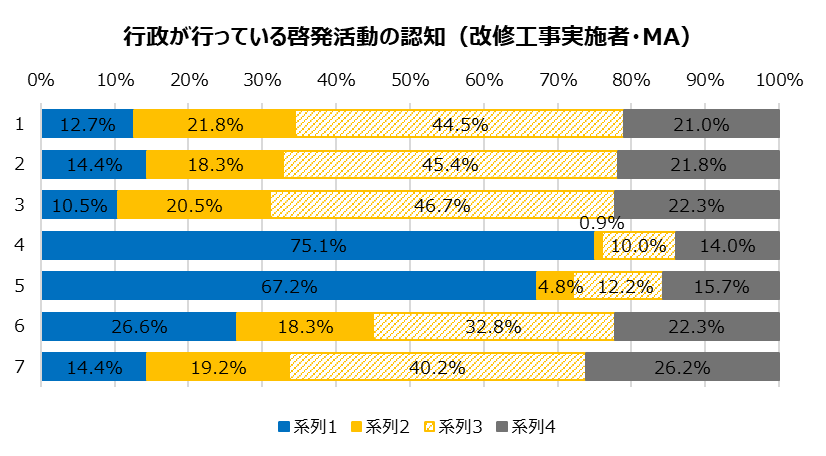 行政が行っている啓発活動の認知（改修工事実施者・MA）
0% 10% 20% 30% 40% 50% 60% 70% 80% 90% 100%
1 12.7% 21.8% 44.5% 21.0%
2 14.4% 18.3% 45.4% 21.8%
3 10.5% 20.5% 46.7% 22.3%
0.9%
4 75.1% 10.0% 14.0%
5 67.2% 4.8% 12.2% 15.7%
6 26.6% 18.3% 32.8% 22.3%
7 14.4% 19.2% 40.2% 26.2%
系列1 系列2 系列3 系列4